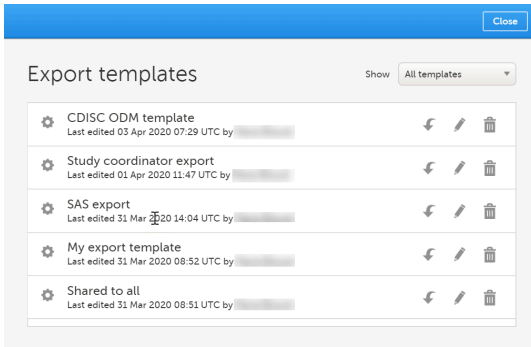 Close
Export templates
Show All templates
CDISC ODM template
Last edited 03 Apr 2020 07:29 UTC by
Study coordinator export
Last edited 01 Apr 2020 11:47 UTC by
SAS export
Last edited 31 Mar 2020 14:04 UTC by
My export template
Last edited 31 Mar 2020 08:52 UTC by
Shared to all
Last edited 31 Mar 2020 08:51 UTC by